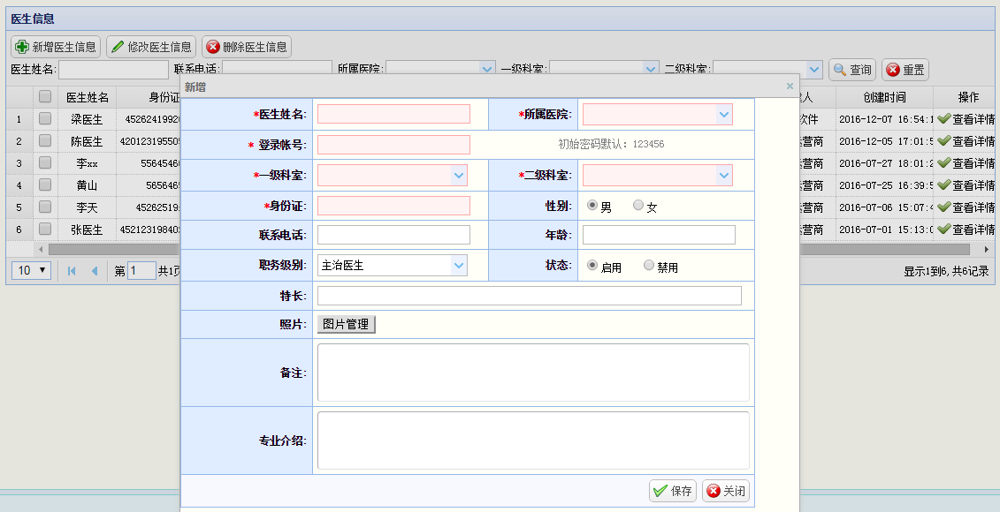 医生信息
新增医生信息 修改医生信息 删除医生信息
医生姓名: 联系电话: 所属医院: 一级科室: 二级科室: 查询 重置
医生姓名 身份证 创建时间 操作
1 梁医生 4526241992 软件 2016-12-07 16:54:1 查看详情
2 陈医生 42012319550 运营商 2016-12-05 17:01:5 查看详情
3 李xx 5564546 运营商 2016-07-27 18:01:2 查看详情
4 黄山 565646 运营商 2016-07-25 16:39:5 查看详情
5 李天 4526251 运营商 2016-07-06 15:07:4 查看详情
6 张医生 45212319840 运营商 2016-07-01 15:13:0 查看详情
10 第 1 共1页 显示1到6,共6记录
新增
*医生姓名: *所属医院:
* 登录帐号: 初始密码默认: 123456
*一级科室: *二级科室:
*身份证: 性别: 男 女
联系电话: 年龄:
职务级别: 主治医生 状态: 启用 禁用
特长:
照片: 图片管理
备注:
专业介绍:
保存 关闭